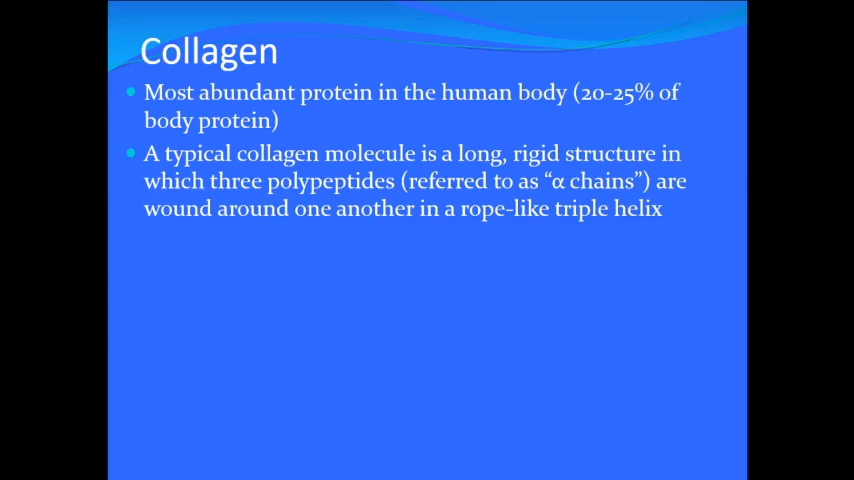 Collagen
Most abundant protein in the human body (20-25% of
body protein)
A typical collagen molecule is a long, rigid structure in
which three polypeptides (referred to as “α chains”) are
wound around one another in a rope-like triple helix